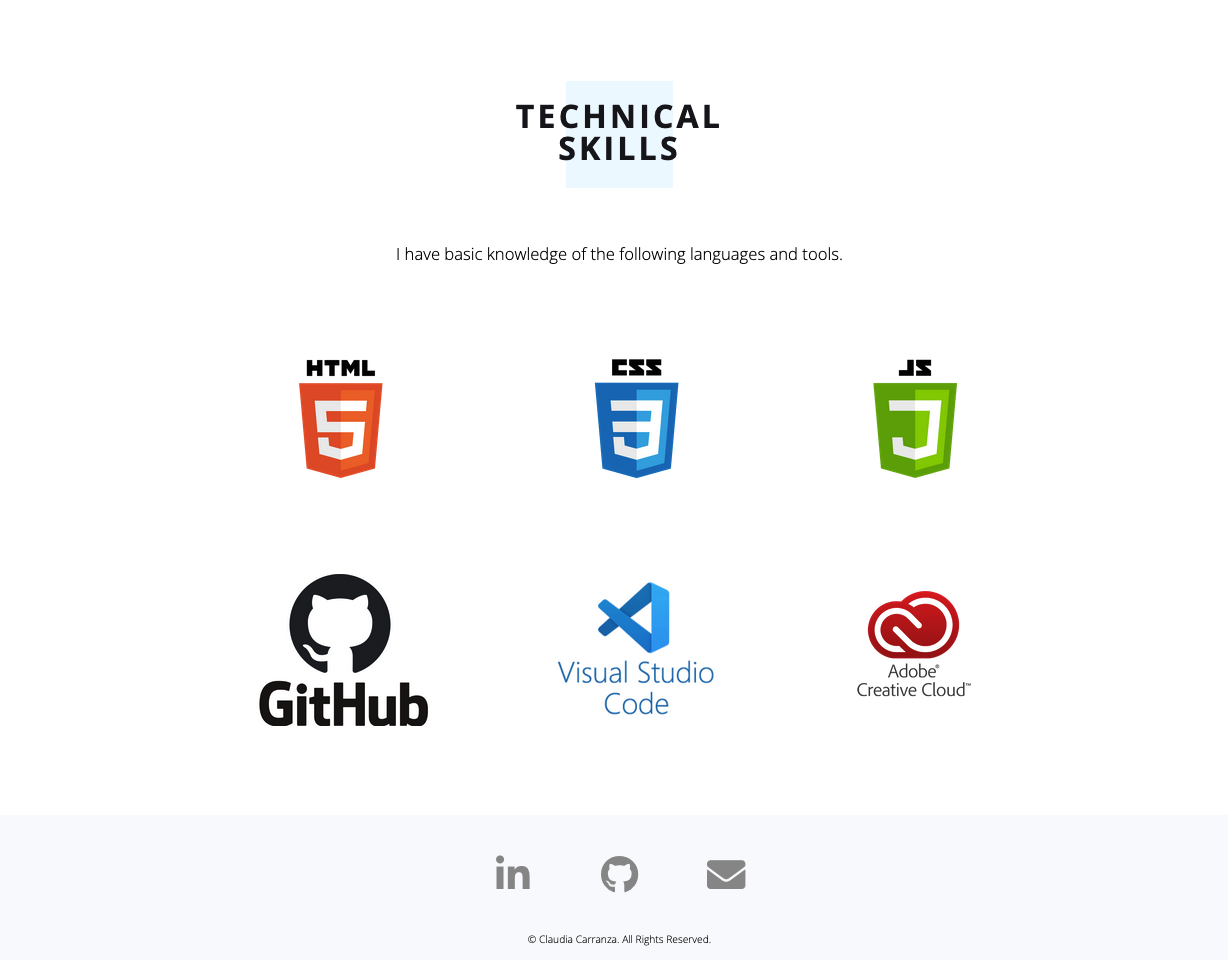 TECHNICAL
SKILLS
I have basic knowledge of the following languages and tools.
HTML
CSS
JS
5
3
J
GitHub
Visual Studio
Code
Adobe®
Creative Cloud™
in
© Claudia Carranza. All Rights Reserved.